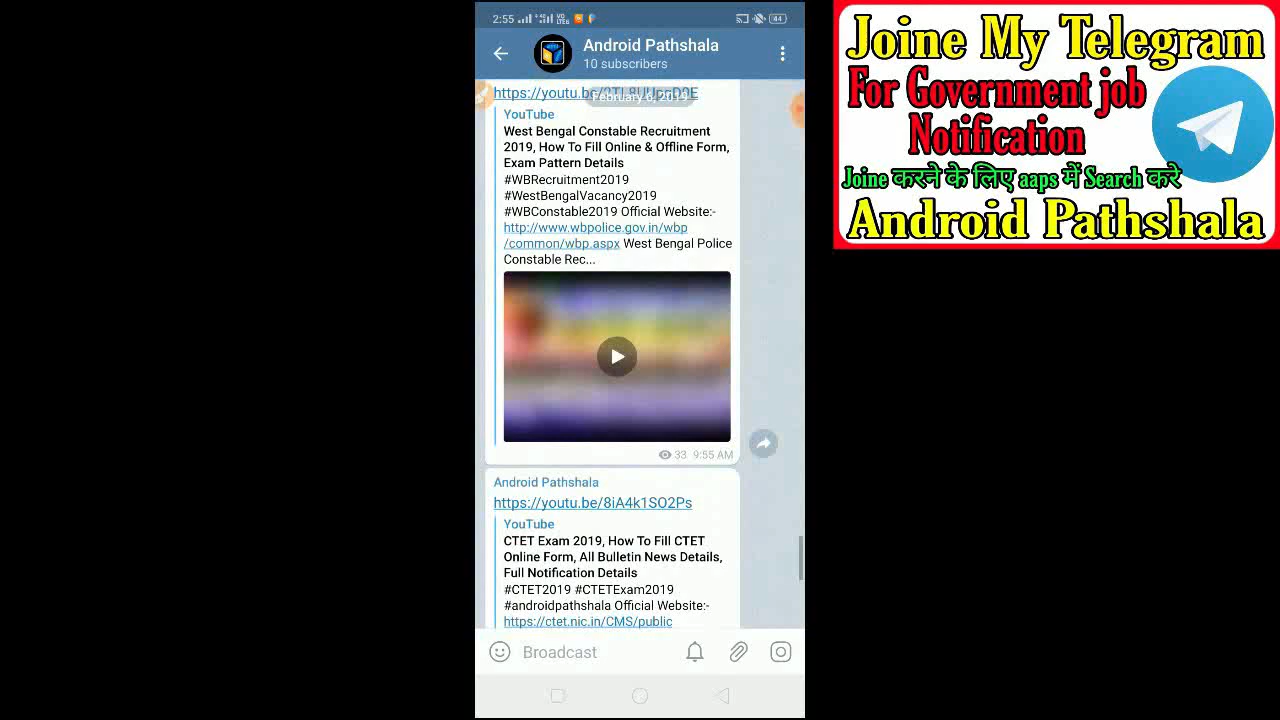 2:55
44
Android Pathshala
10 subscribers
February 8, 2019
YouTube
West Bengal Constable Recruitment
2019, How To Fill Online & Offline Form,
Exam Pattern Details
#WBRecruitment2019
#WestBengalVacancy2019
#WBConstable2019 Official Website:-
http://www.wbpolice.gov.in/wbp
/common/wbp.aspx West Bengal Police
Constable Rec...
33 9:55 AM
Android Pathshala
https://youtu.be/8iA4k1SO2Ps
YouTube
CTET Exam 2019, How To Fill CTET
Online Form, All Bulletin News Details,
Full Notification Details
#CTET2019 #CTETExam2019
#androidpathshala Official Website:-
https://ctet.nic.in/CMS/public
Broadcast
Joine My Telegram
For Government job
Notification
Joine करने के लिए aaps में Search करे
Android Pathshala